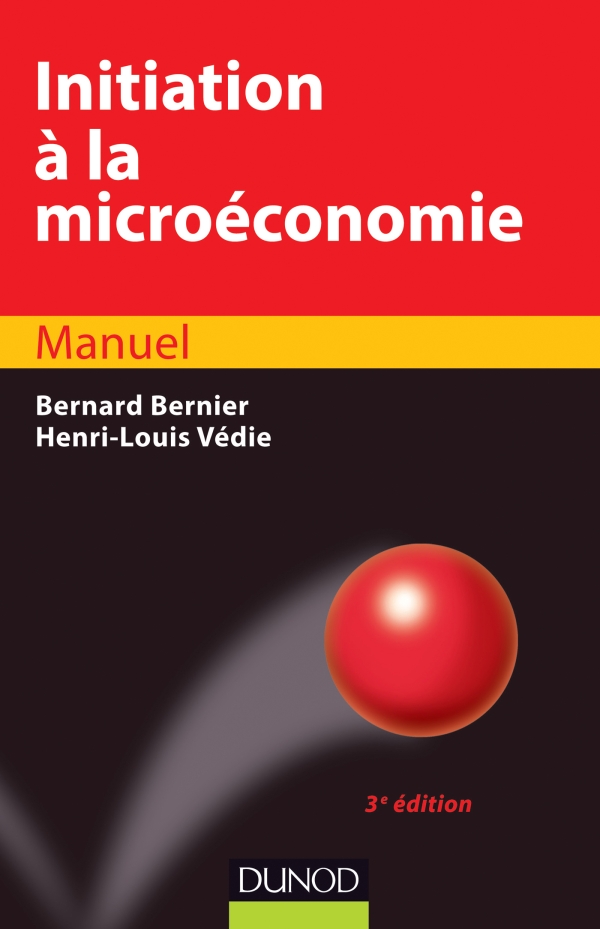 Initiation
à la
microéconomie
Manuel
Bernard Bernier
Henri-Louis Védie
3e édition
DUNOD